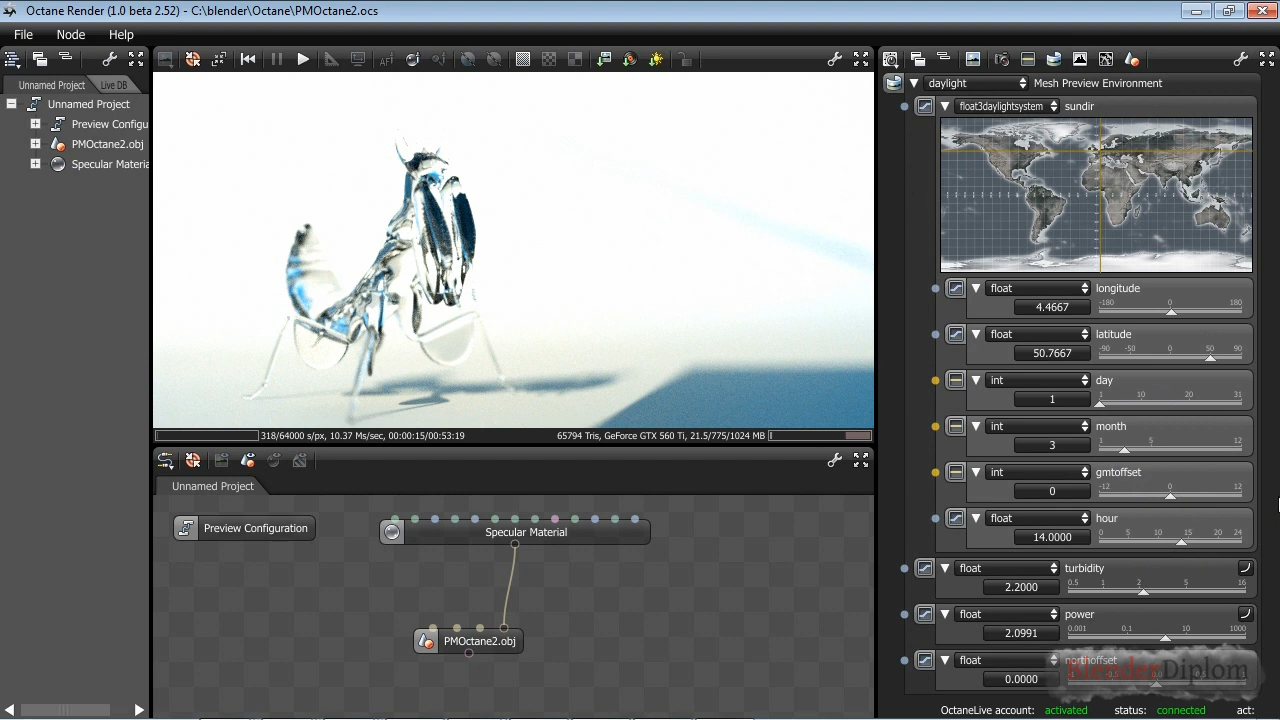 Octane Render (1.0 beta 2.52) - C:\blender\Octane\PMOctane2.ocs
File Node Help
Unnamed Project Live DB
Unnamed Project
Preview Configu
PMOctane2.obj
Specular Materia
318/64000 s/px, 10.37 Ms/sec, 00:00:15/00:53:19 65794 Tris, GeForce GTX 560 Ti, 21.5/775/1024 MB
Unnamed Project
Preview Configuration
Specular Material
PMOctane2.obj
daylight Mesh Preview Environment
float3daylightsystem sundir
float longitude
4.4667 -180 0 180
float latitude
50.7667 -90 -50 0 50 90
int day
1 1 10 20 31
int month
3 1 5 12
int gmtoffset
0 -12 0 12
float hour
14.0000 0 5 10 15 20 24
float turbidity
2.2000 0.5 1 2 5 16
float power
2.0991 0.001 0.1 10 1000
float northoffset
0.0000
BlenderDiplom
OctaneLive account: activated status: connected act: